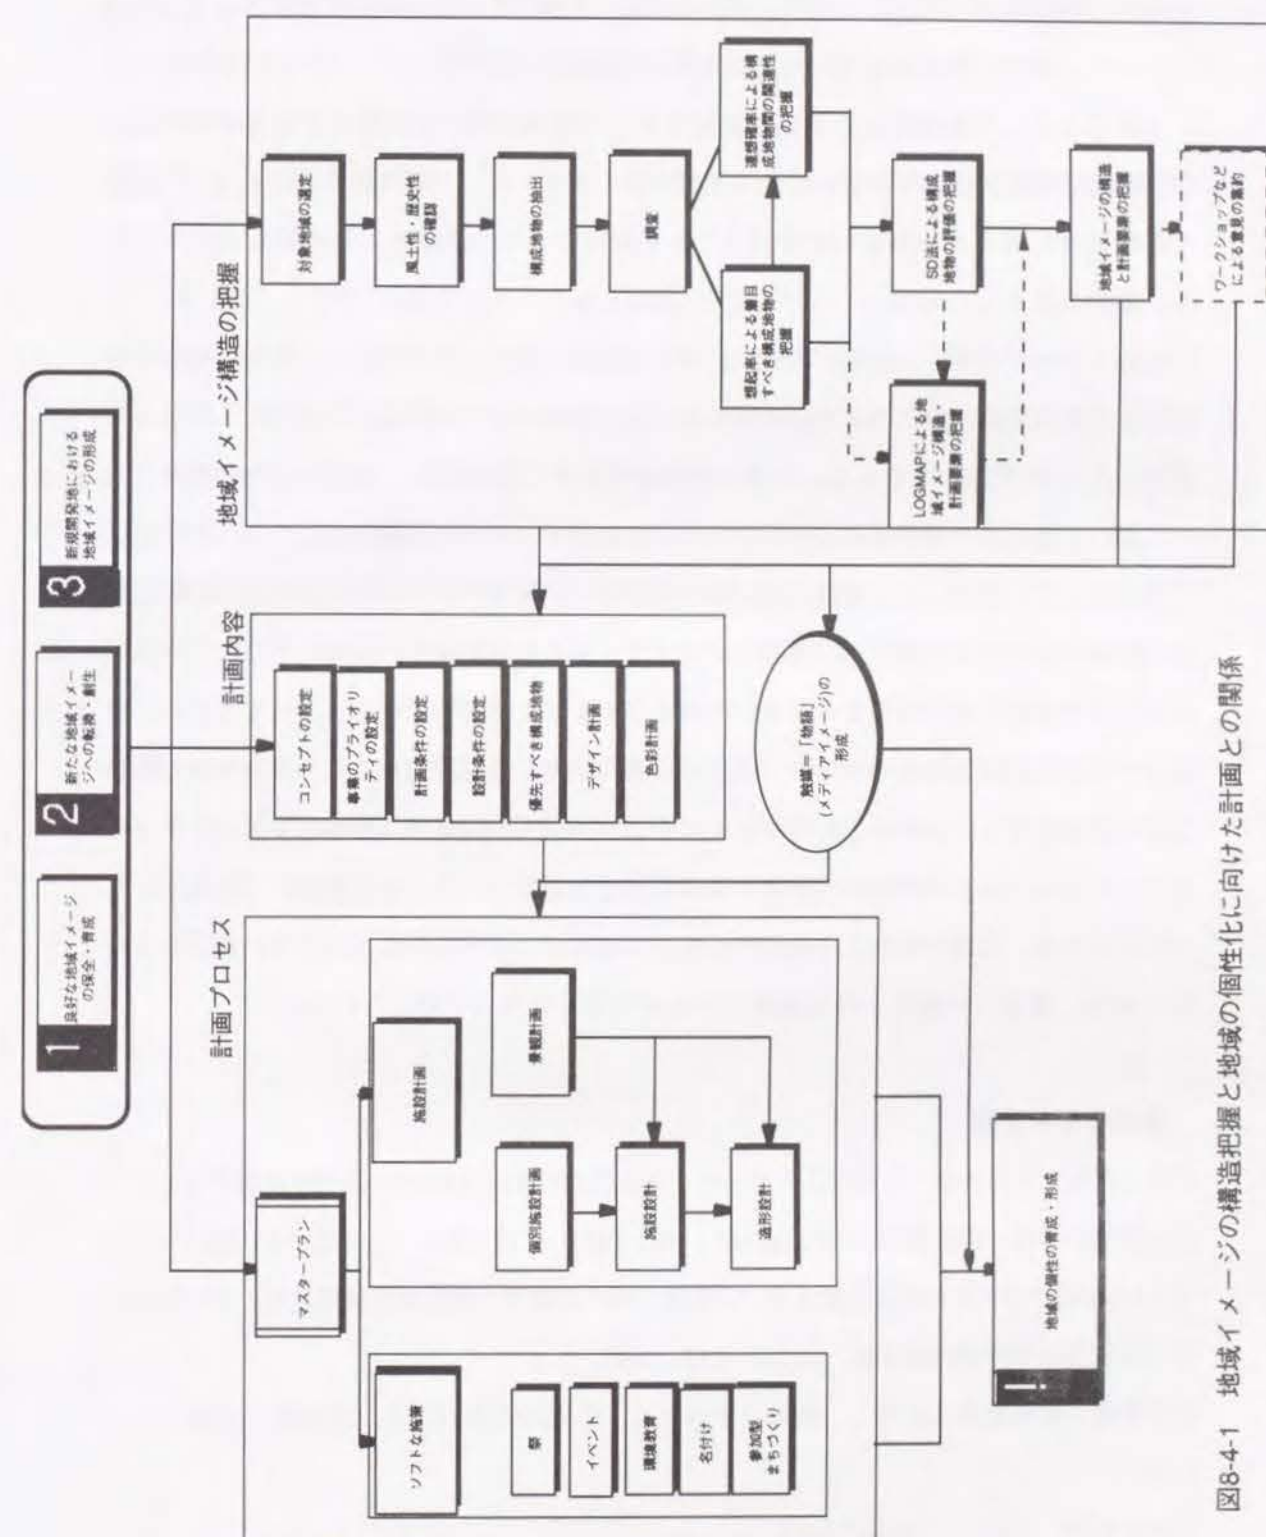 1
良好な地域イメージ
の保全・育成
2
新たな地域イメー
ジへの転換・創生
3
新規開発地における
地域イメージの形成
計画プロセス
マスタープラン
ソフトな施策
祭
イベント
環境教育
名付け
参加型
まちづくり
施設計画
個別施設計画
景観計画
施設設計
造形設計
計画内容
コンセプトの設定
事業のプライオリ
ティの設定
計画条件の設定
設計条件の設定
優先すべき構成地物
デザイン計画
色彩計画
触媒=「物語」
(メディアイメージ)の
形成
地域イメージ構造の把握
対象地域の選定
風土性・歴史性
の確認
構成地物の抽出
調査
想起率による着目
すべき構成地物の
把握
連想確率による構
成地物間の関連性
の把握
SD法による構成
地物の評価の把握
LOGMAPによる地
域イメージ構造・
計画要素の把握
地域イメージの構造
と計画要素の把握
ワークショップなど
による意見の集約
地域の個性の育成・形成
図8-4-1 地域イメージの構造把握と地域の個性化に向けた計画との関係